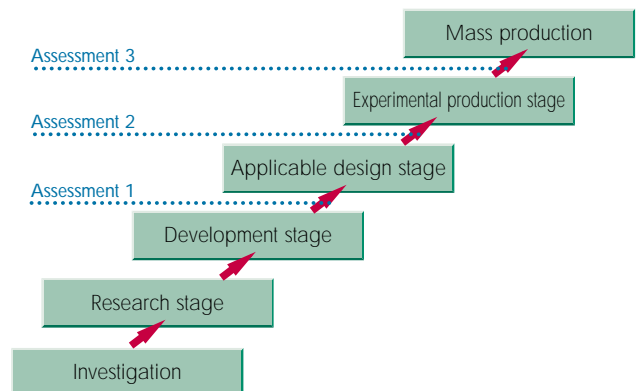 Mass production
Assessment 3
Experimental production stage
Assessment 2
Applicable design stage
Assessment 1
Development stage
Research stage
Investigation